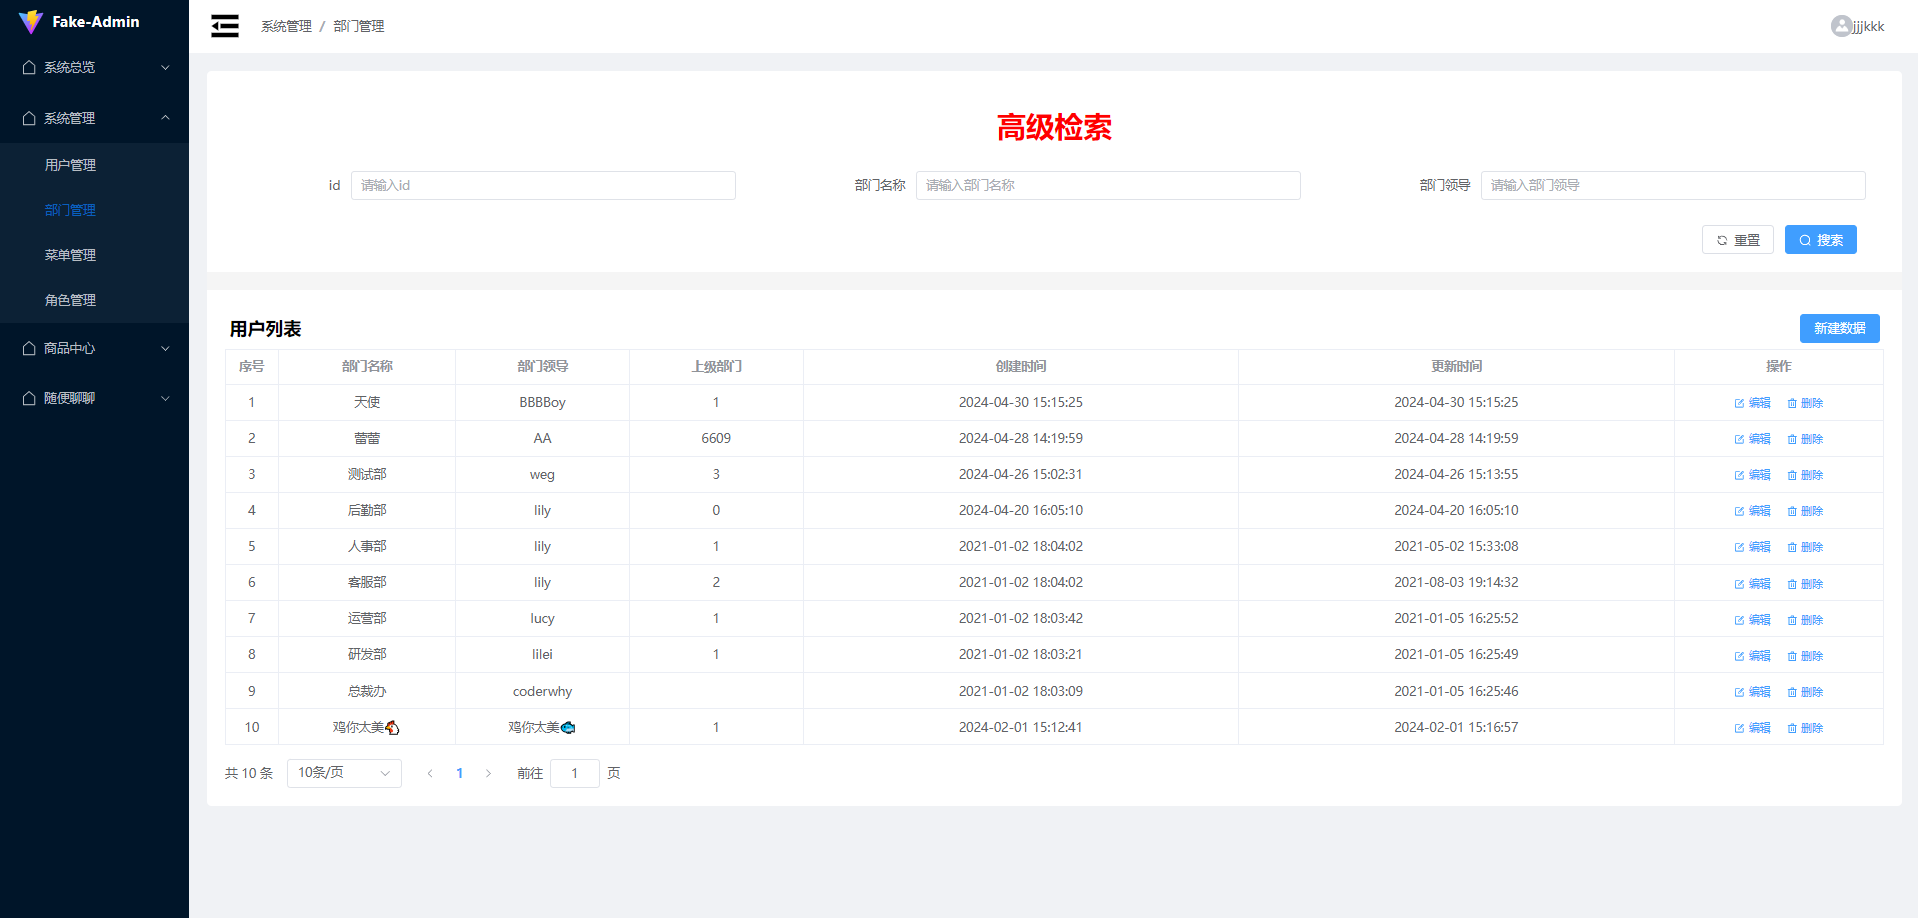 Fake-Admin
系统总览
系统管理
用户管理
部门管理
菜单管理
角色管理
商品中心
随便聊聊
系统管理 / 部门管理
jjjkkk
高级检索
id 请输入id 部门名称 请输入部门名称 部门领导 请输入部门领导
重置 搜索
用户列表 新建数据
序号 部门名称 部门领导 上级部门 创建时间 更新时间 操作
1 天使 BBBBoy 1 2024-04-30 15:15:25 2024-04-30 15:15:25 编辑 删除
2 蕾蕾 AA 6609 2024-04-28 14:19:59 2024-04-28 14:19:59 编辑 删除
3 测试部 weg 3 2024-04-26 15:02:31 2024-04-26 15:13:55 编辑 删除
4 后勤部 lily 0 2024-04-20 16:05:10 2024-04-20 16:05:10 编辑 删除
5 人事部 lily 1 2021-01-02 18:04:02 2021-05-02 15:33:08 编辑 删除
6 客服部 lily 2 2021-01-02 18:04:02 2021-08-03 19:14:32 编辑 删除
7 运营部 lucy 1 2021-01-02 18:03:42 2021-01-05 16:25:52 编辑 删除
8 研发部 lilei 1 2021-01-02 18:03:21 2021-01-05 16:25:49 编辑 删除
9 总裁办 coderwhy 2021-01-02 18:03:09 2021-01-05 16:25:46 编辑 删除
10 鸡你太美🐔 鸡你太美🐟 1 2024-02-01 15:12:41 2024-02-01 15:16:57 编辑 删除
共 10 条 10条/页 1 前往 1 页